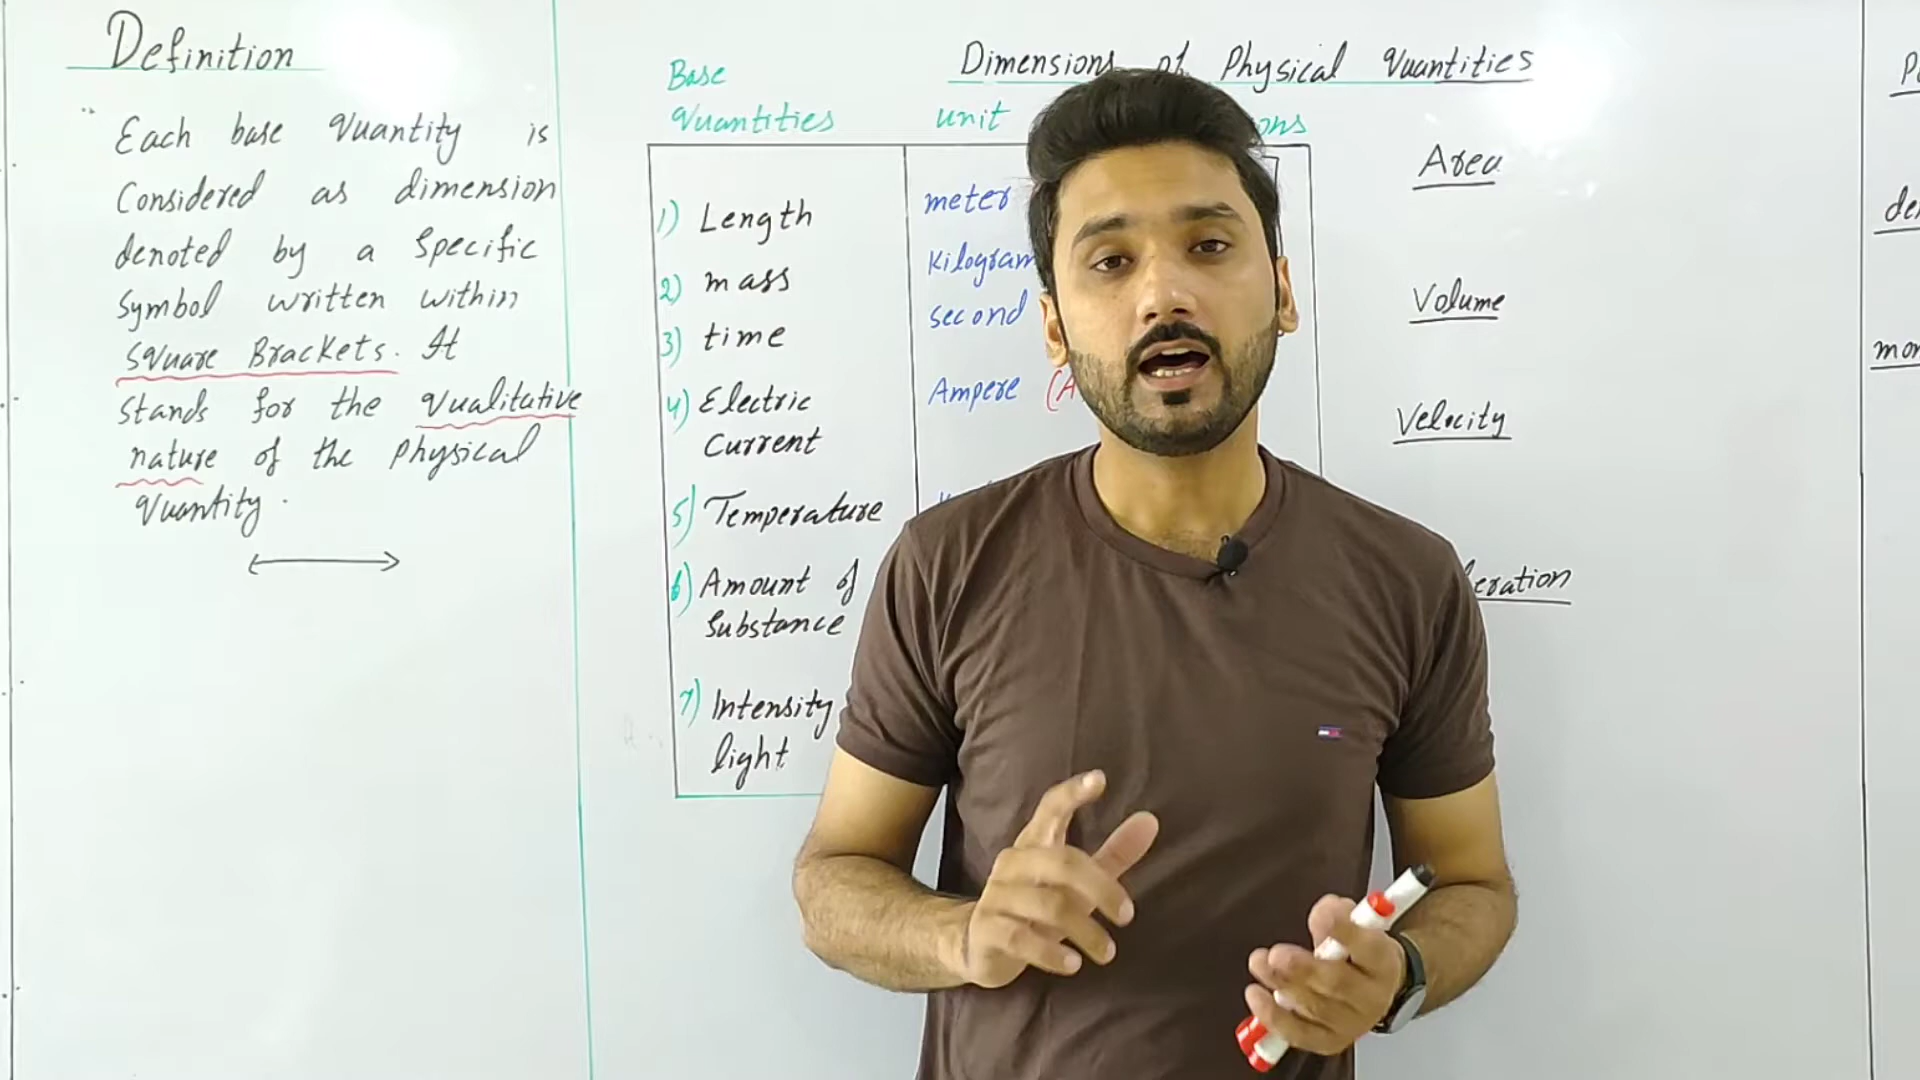 Definition
"Each base quantity is
Considered as dimension
denoted by a specific
symbol written within
square Brackets. It
stands for the qualitative
nature of the physical
quantity.
Dimensions of Physical Quantities
Base
quantities
unit
1) Length
meter
2) mass
Kilogram
3) time
second
4) Electric
Current
Ampere (A
5) Temperature
6) Amount of
substance
7) Intensity
light
Area
Volume
Velocity